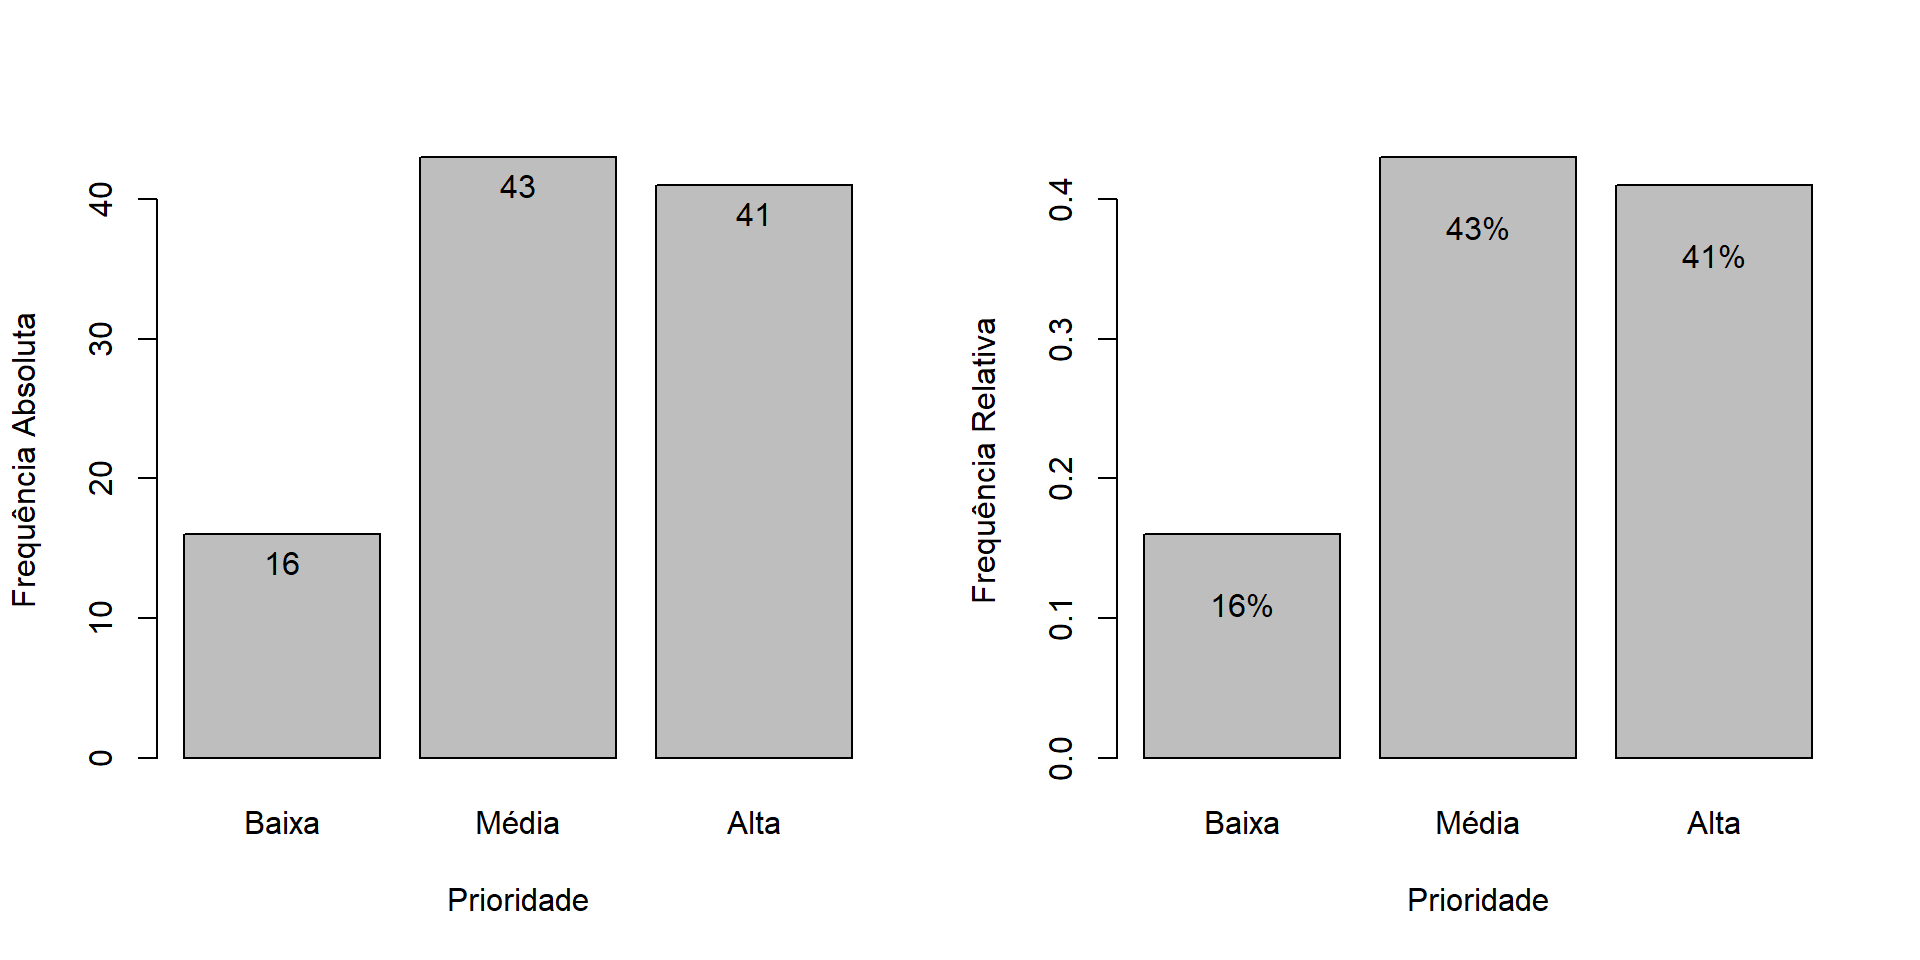 Frequência Absoluta
40
30
20
10
0
16
43
41
Baixa
Média
Alta
Prioridade
Frequência Relativa
0.4
0.3
0.2
0.1
0.0
16%
43%
41%
Baixa
Média
Alta
Prioridade